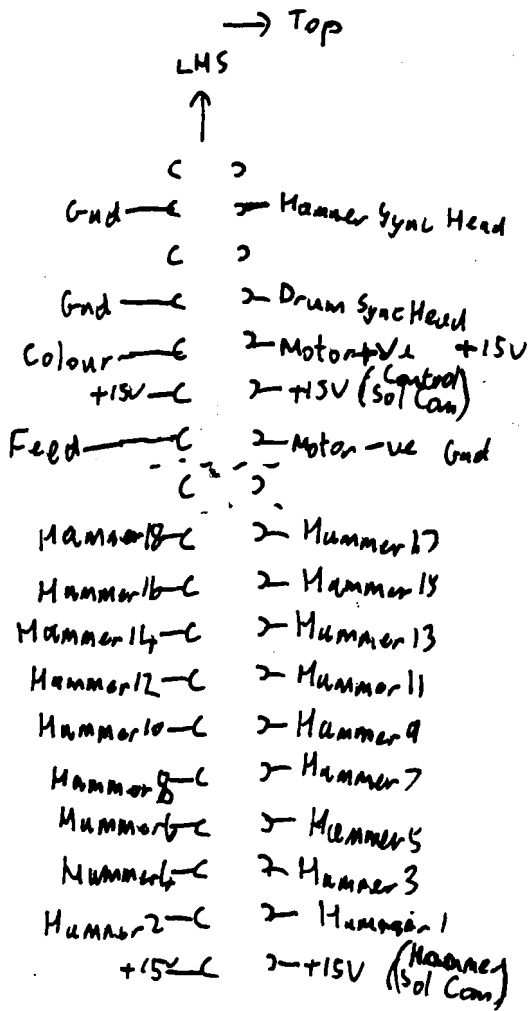 → Top
LHS
↑
Gnd Hammer Sync Head
Gnd Drum Sync Head
Colour Motor +ve +15V
+15V +15V (Control Sol Com)
Feed Motor -ve Gnd
Hammer 18 Hammer 17
Hammer 16 Hammer 15
Hammer 14 Hammer 13
Hammer 12 Hammer 11
Hammer 10 Hammer 9
Hammer 8 Hammer 7
Hammer 6 Hammer 5
Hammer 4 Hammer 3
Hammer 2 Hammer 1
+15V +15V (Hammer Sol Com)